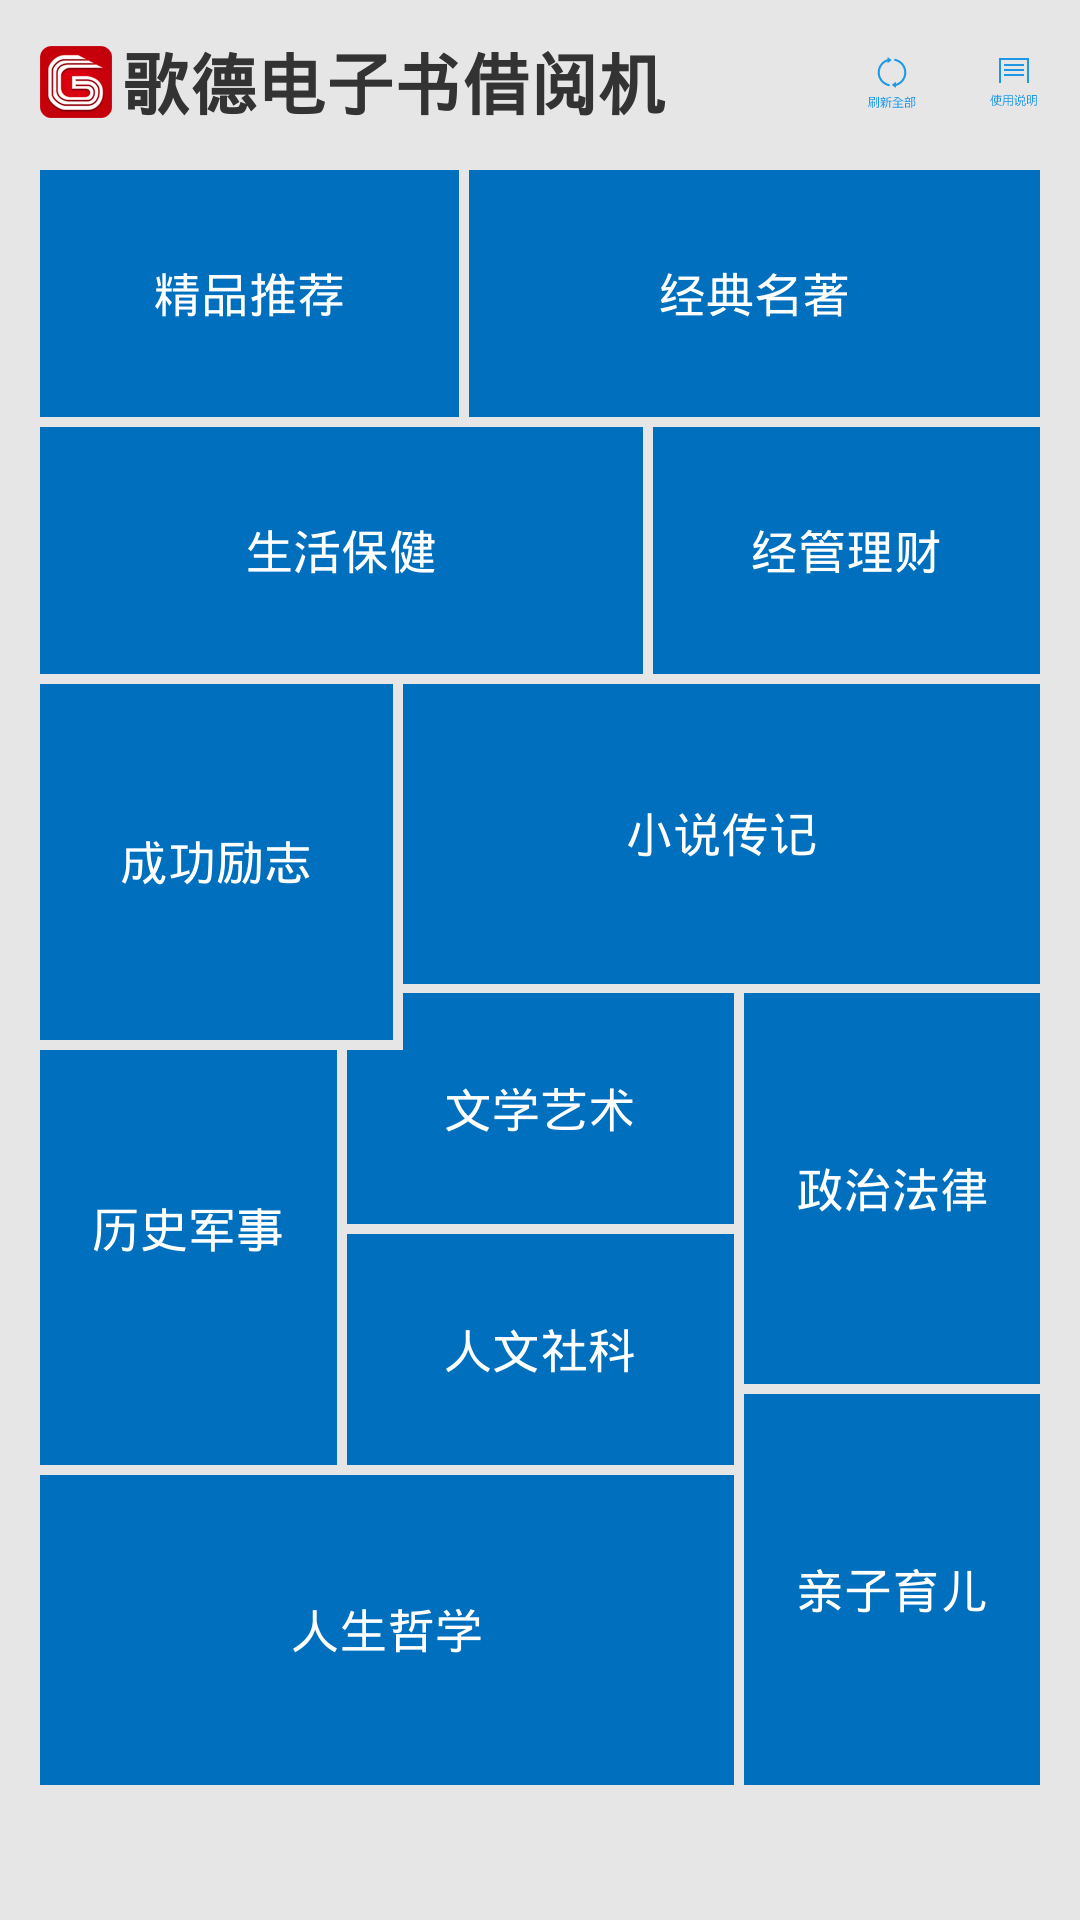 歌德电子书借阅机
刷新全部
使用说明
精品推荐
经典名著
生活保健
经管理财
成功励志
小说传记
文学艺术
政治法律
历史军事
人文社科
亲子育儿
人生哲学